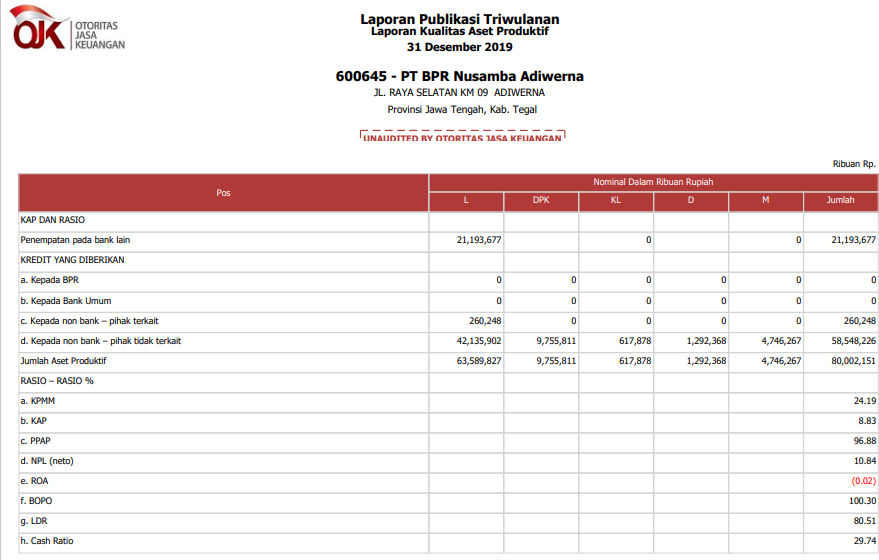 OJK OTORITAS
JASA
KEUANGAN
Laporan Publikasi Triwulanan
Laporan Kualitas Aset Produktif
31 Desember 2019
600645 - PT BPR Nusamba Adiwerna
JL. RAYA SELATAN KM 09 ADIWERNA
Provinsi Jawa Tengah, Kab. Tegal
UNAUDITED BY OTORITAS JASA KEUANGAN
Ribuan Rp.
Pos Nominal Dalam Ribuan Rupiah
L DPK KL D M Jumlah
KAP DAN RASIO
Penempatan pada bank lain 21,193,677 0 0 21,193,677
KREDIT YANG DIBERIKAN
a. Kepada BPR 0 0 0 0 0 0
b. Kepada Bank Umum 0 0 0 0 0 0
c. Kepada non bank – pihak terkait 260,248 0 0 0 0 260,248
d. Kepada non bank – pihak tidak terkait 42,135,902 9,755,811 617,878 1,292,368 4,746,267 58,548,226
Jumlah Aset Produktif 63,589,827 9,755,811 617,878 1,292,368 4,746,267 80,002,151
RASIO – RASIO %
a. KPMM 24.19
b. KAP 8.83
c. PPAP 96.88
d. NPL (neto) 10.84
e. ROA (0.02)
f. BOPO 100.30
g. LDR 80.51
h. Cash Ratio 29.74